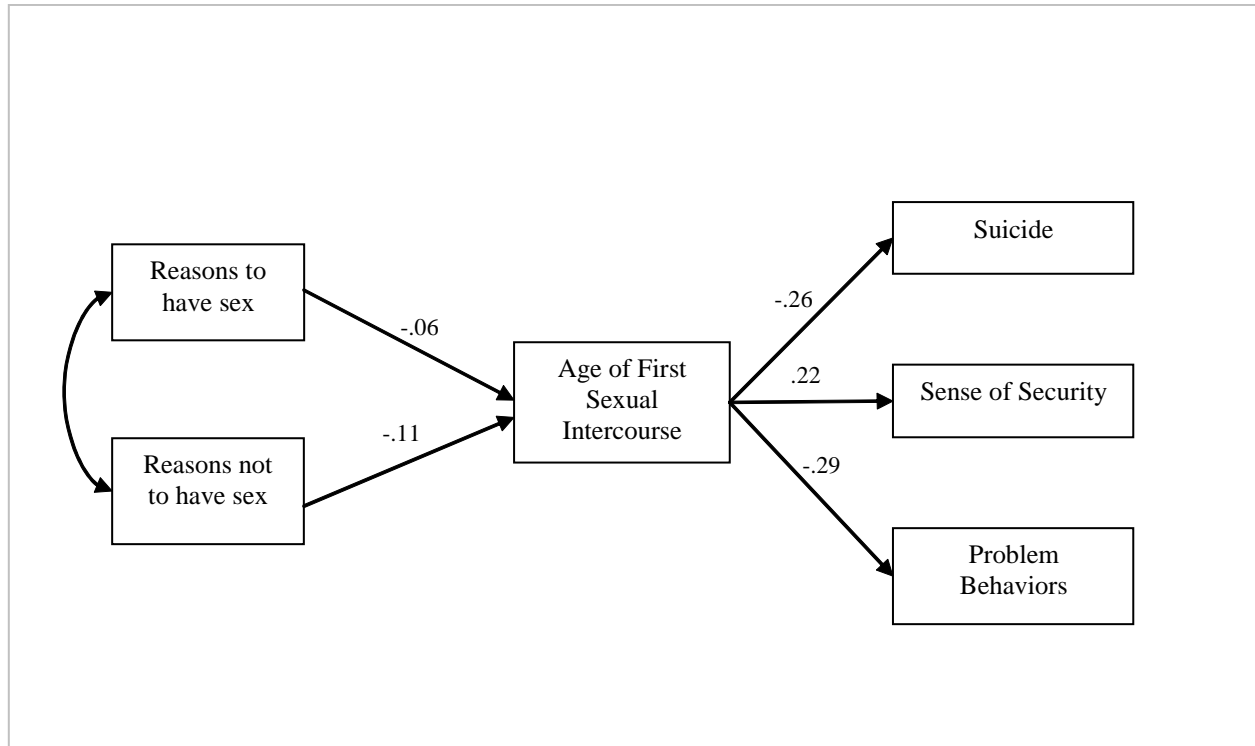 Reasons to
have sex
-.06
Reasons not
to have sex
-.11
Age of First
Sexual
Intercourse
-.26
Suicide
.22
Sense of Security
-.29
Problem
Behaviors